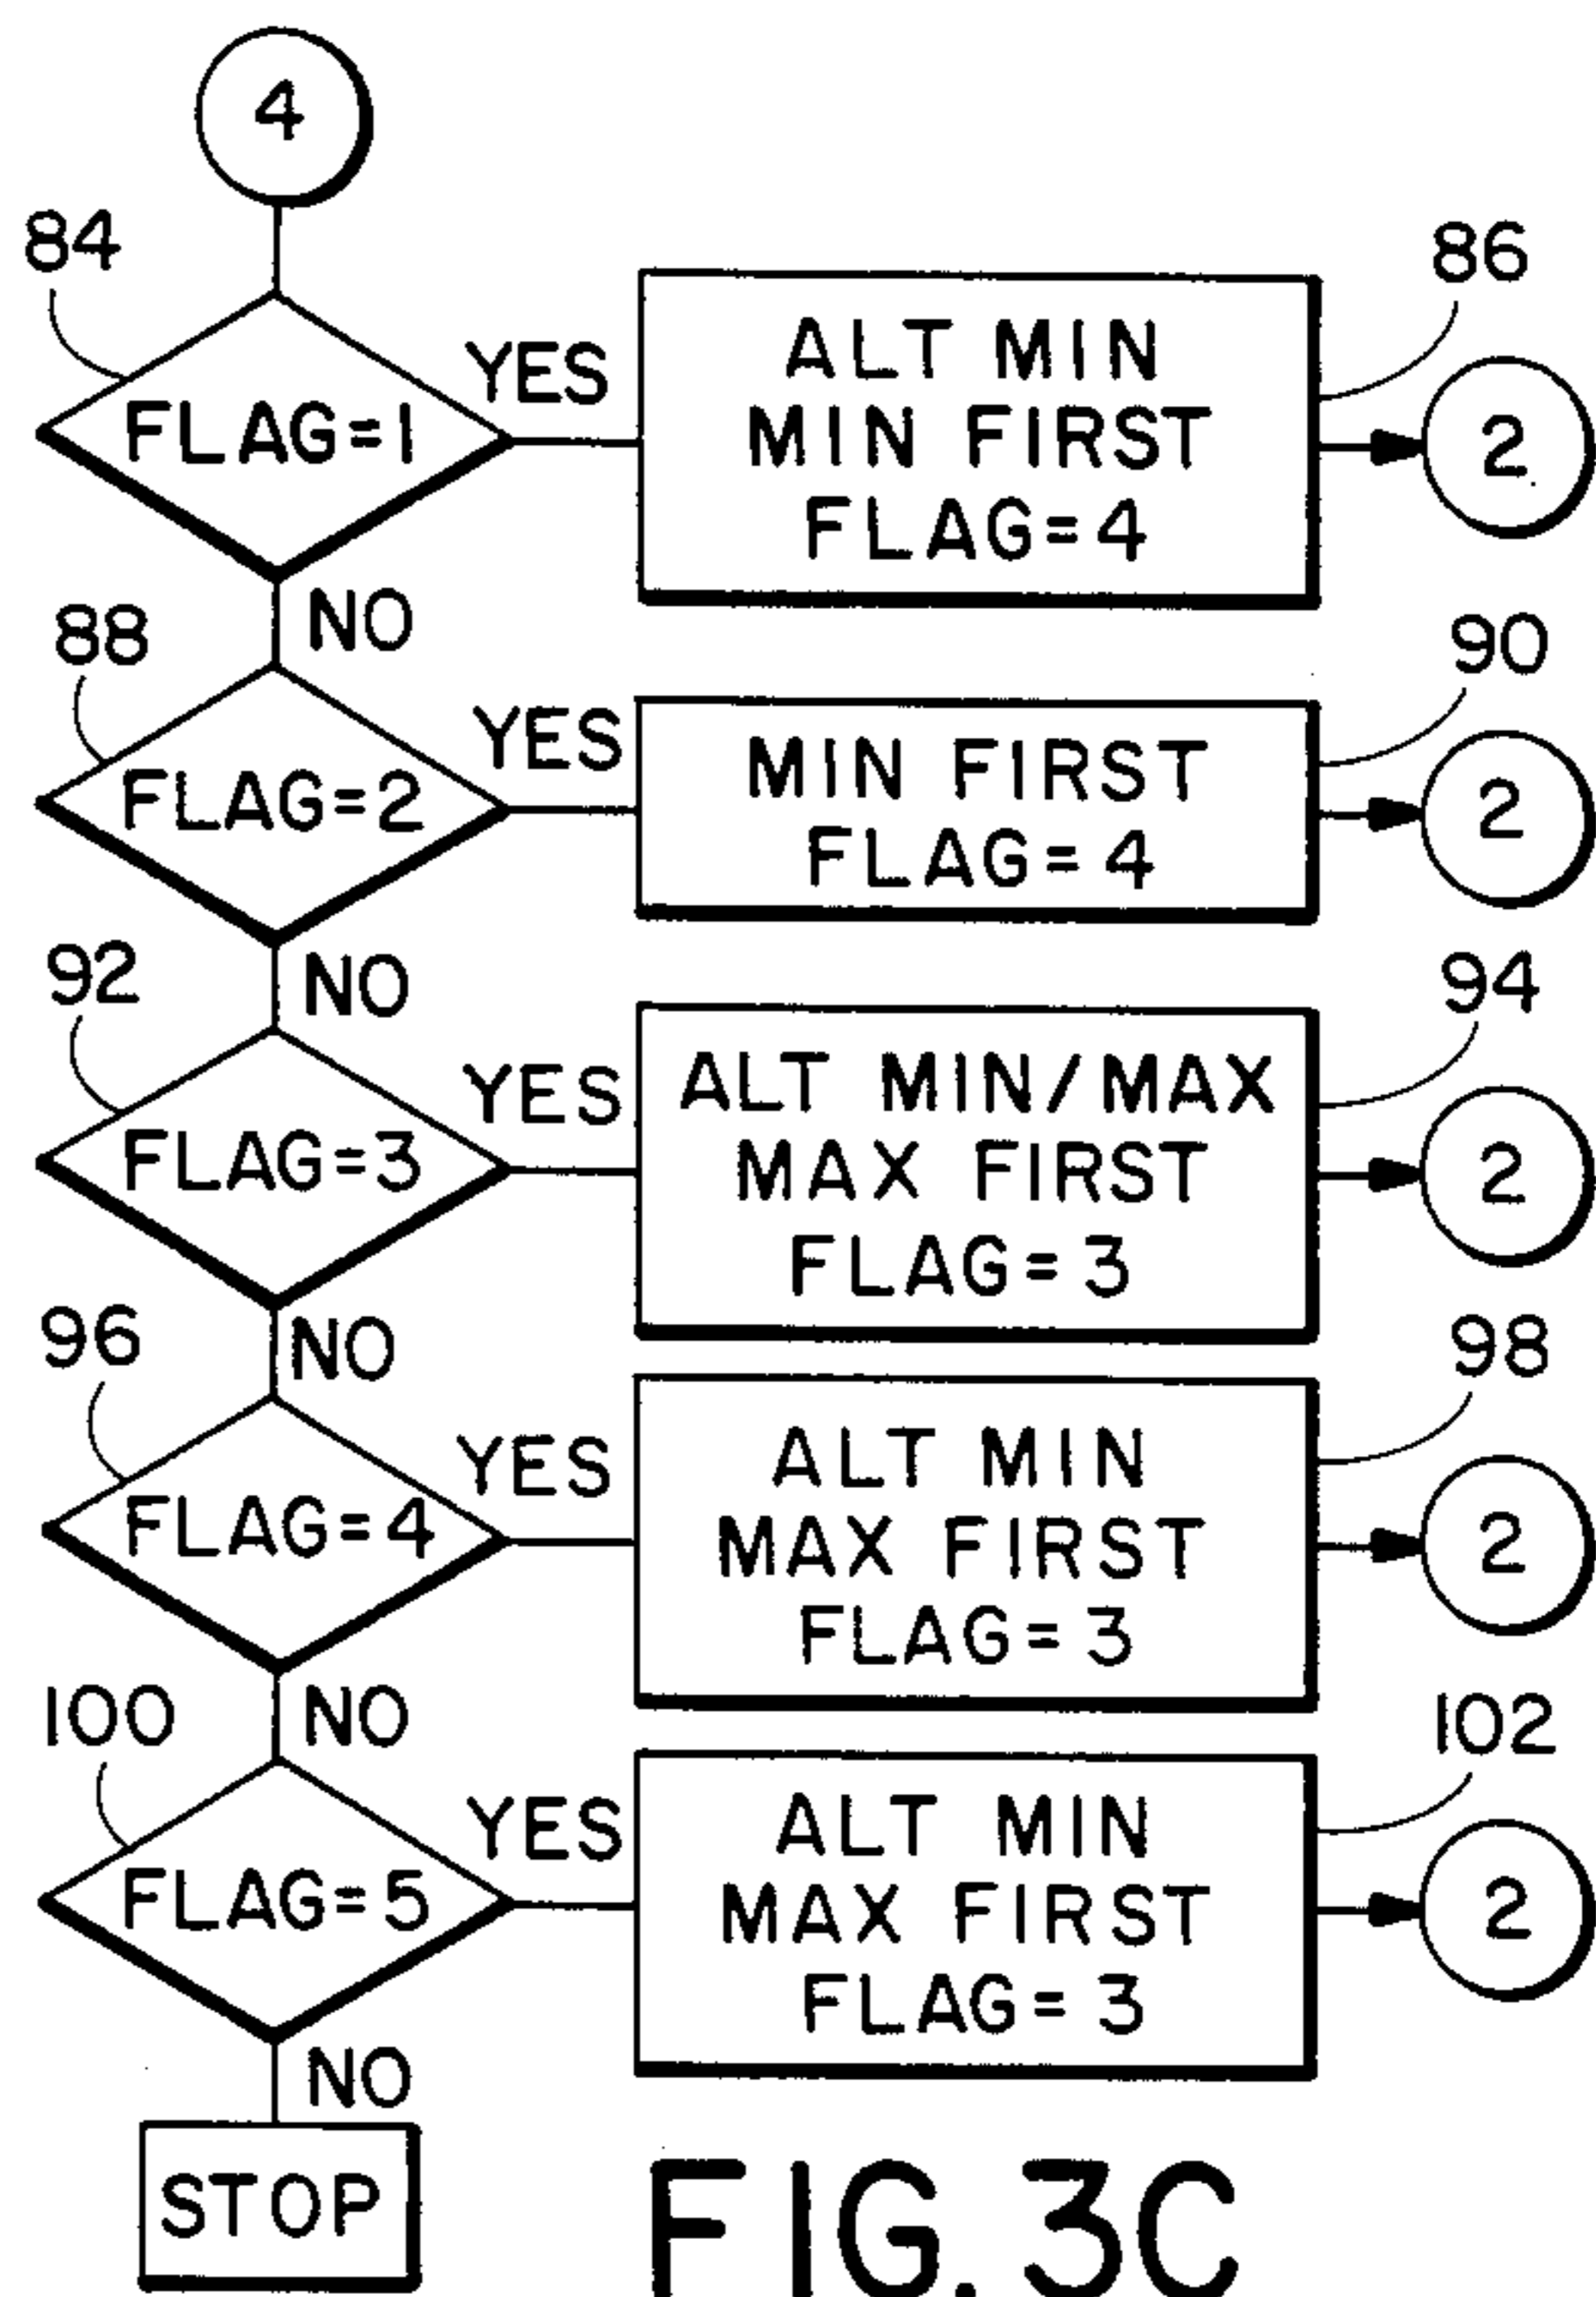 4
84
86
YES
FLAG=1
ALT MIN
MIN FIRST
FLAG=4
2
NO
88
90
YES
FLAG=2
MIN FIRST
FLAG=4
2
NO
92
94
YES
FLAG=3
ALT MIN/MAX
MAX FIRST
FLAG=3
2
NO
96
98
YES
FLAG=4
ALT MIN
MAX FIRST
FLAG=3
2
NO
100
102
YES
FLAG=5
ALT MIN
MAX FIRST
FLAG=3
2
NO
STOP
FIG. 3C